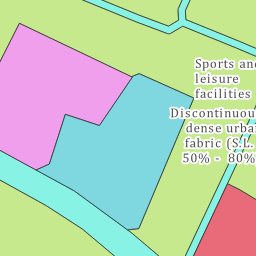 Sports and
leisure
facilities
Discontinuous
dense urban
fabric (S.L.
50% - 80%